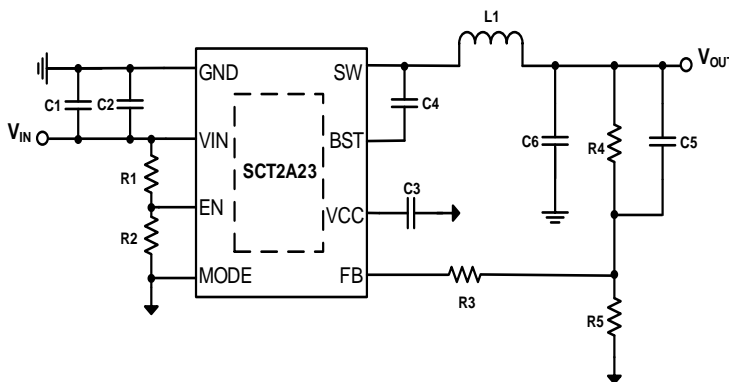 L1
GND
SW
VOUT
C1
C2
C4
VIN
VIN
BST
C6
R4
C5
R1
SCT2A23
C3
EN
VCC
R2
MODE
FB
R3
R5